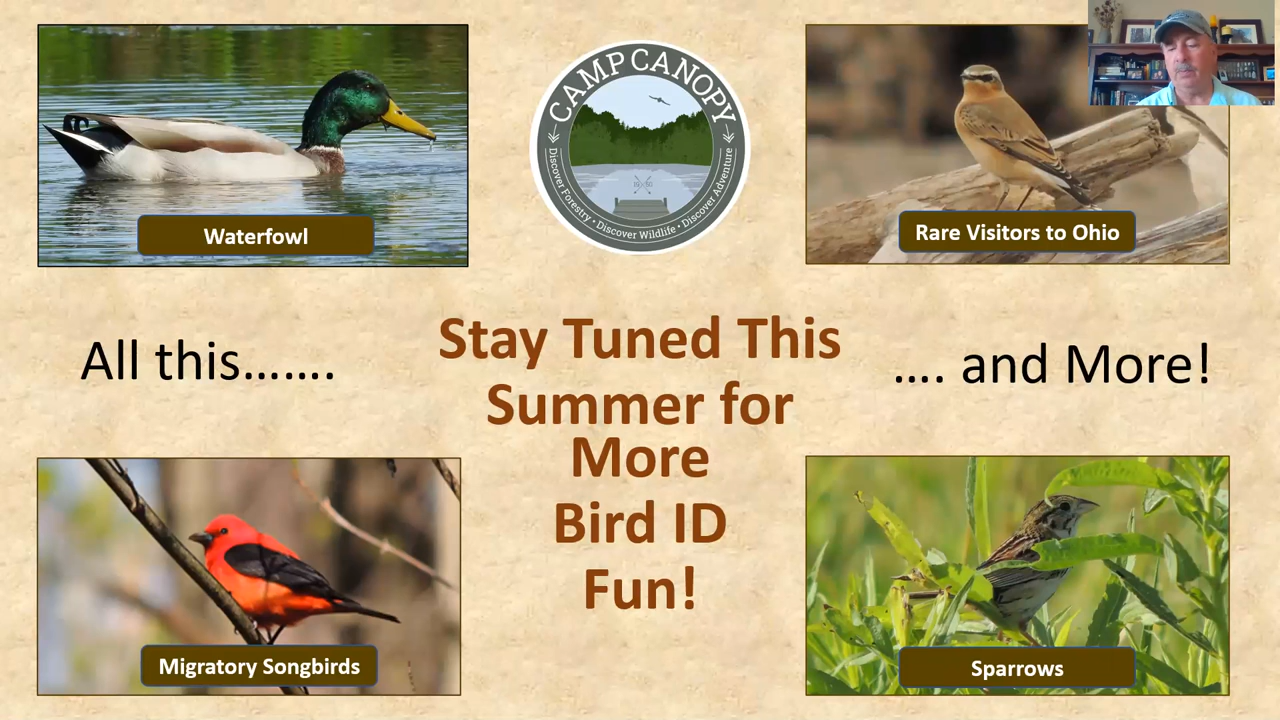 CAMP CANOPY
Discover Forestry • Discover Wildlife • Discover Adventure
Waterfowl
Rare Visitors to Ohio
All this.......
Stay Tuned This
Summer for
More
Bird ID
Fun!
.... and More!
Migratory Songbirds
Sparrows